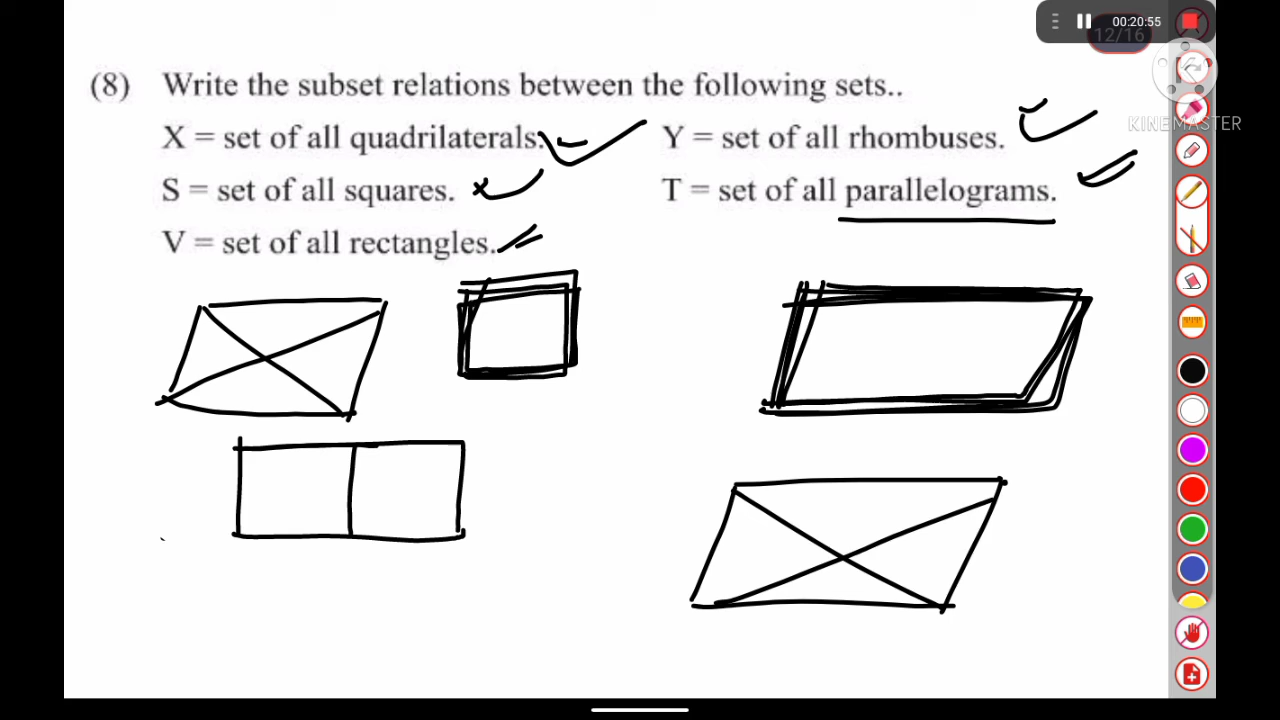 00:20:55
12/16
KINEMASTER
(8) Write the subset relations between the following sets..
X = set of all quadrilaterals. Y = set of all rhombuses.
S = set of all squares. T = set of all parallelograms.
V = set of all rectangles.